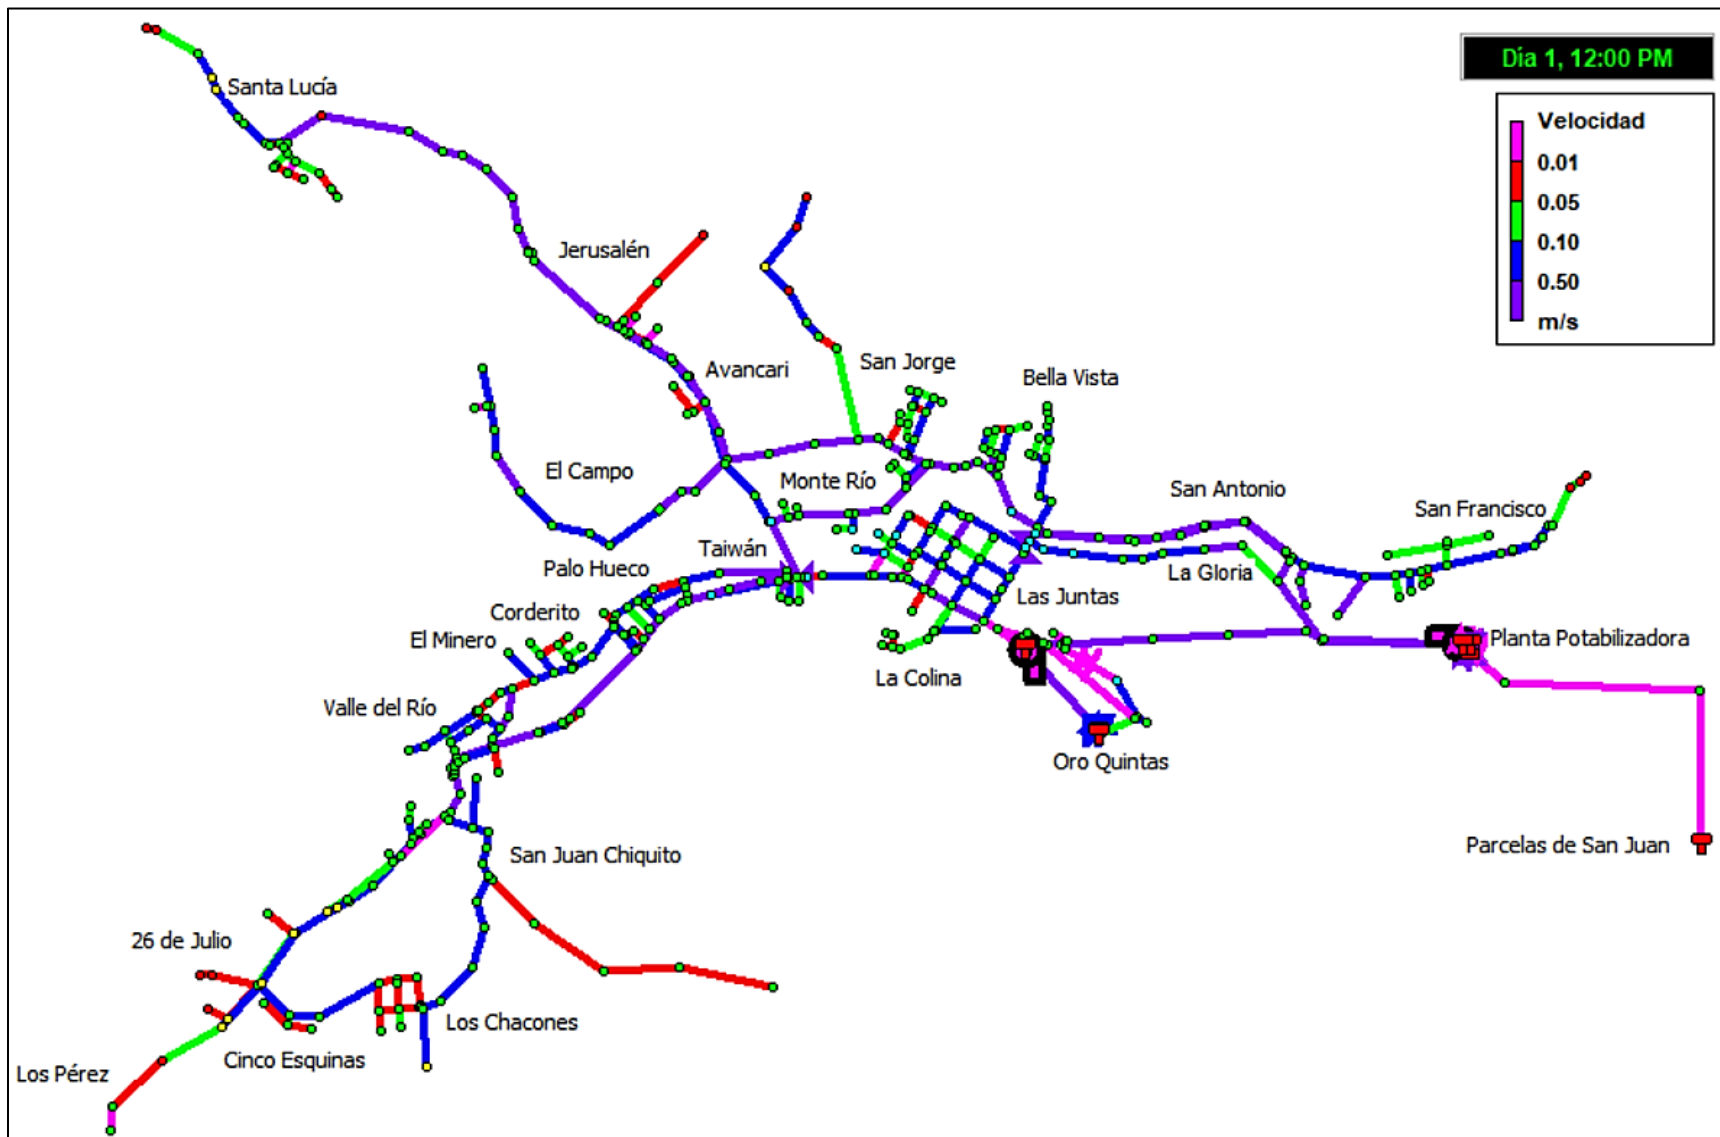 Día 1, 12:00 PM
Velocidad
0.01
0.05
0.10
0.50
m/s
Santa Lucía
Jerusalén
Avancari
San Jorge
Bella Vista
El Campo
Monte Río
San Antonio
San Francisco
Taiwán
Palo Hueco
La Gloria
Corderito
Las Juntas
El Minero
Planta Potabilizadora
La Colina
Valle del Río
Oro Quintas
San Juan Chiquito
Parcelas de San Juan
26 de Julio
Los Chacones
Cinco Esquinas
Los Pérez